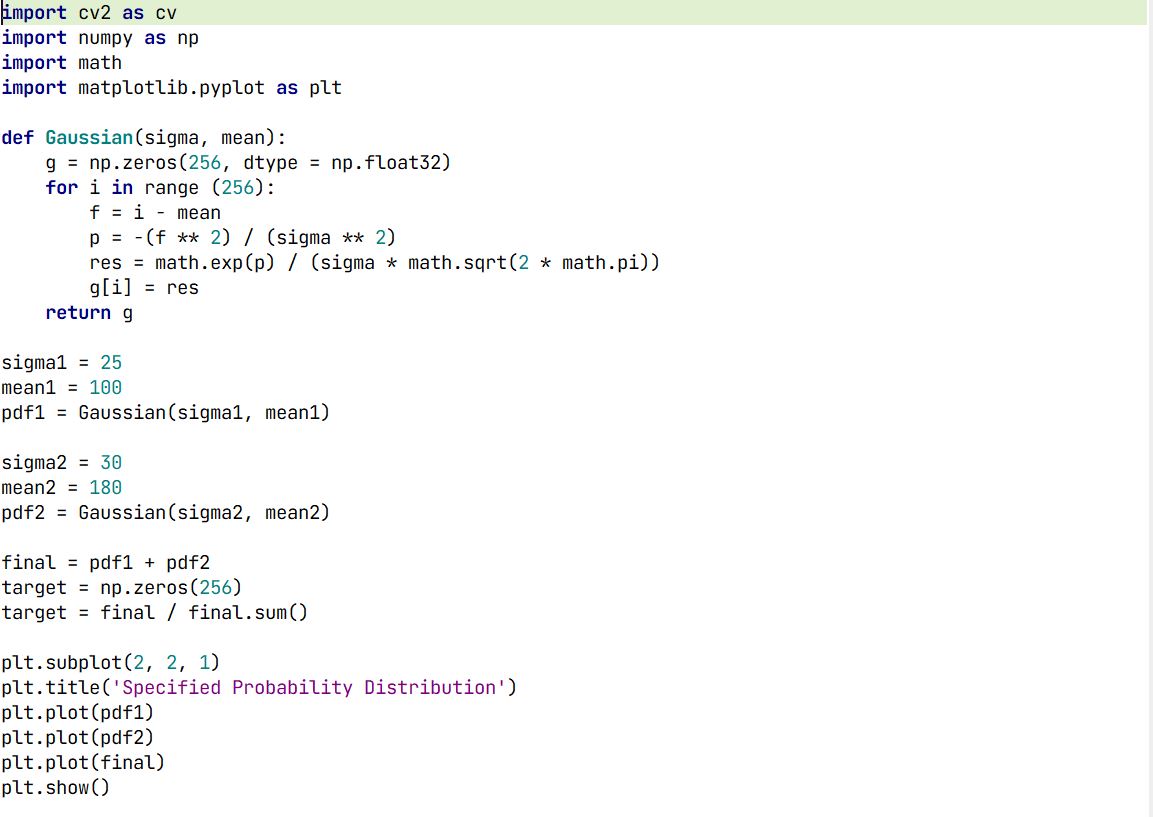 import cv2 as cv
import numpy as np
import math
import matplotlib.pyplot as plt

def Gaussian(sigma, mean):
    g = np.zeros(256, dtype = np.float32)
    for i in range (256):
        f = i - mean
        p = -(f ** 2) / (sigma ** 2)
        res = math.exp(p) / (sigma * math.sqrt(2 * math.pi))
        g[i] = res
    return g

sigma1 = 25
mean1 = 100
pdf1 = Gaussian(sigma1, mean1)

sigma2 = 30
mean2 = 180
pdf2 = Gaussian(sigma2, mean2)

final = pdf1 + pdf2
target = np.zeros(256)
target = final / final.sum()

plt.subplot(2, 2, 1)
plt.title('Specified Probability Distribution')
plt.plot(pdf1)
plt.plot(pdf2)
plt.plot(final)
plt.show()